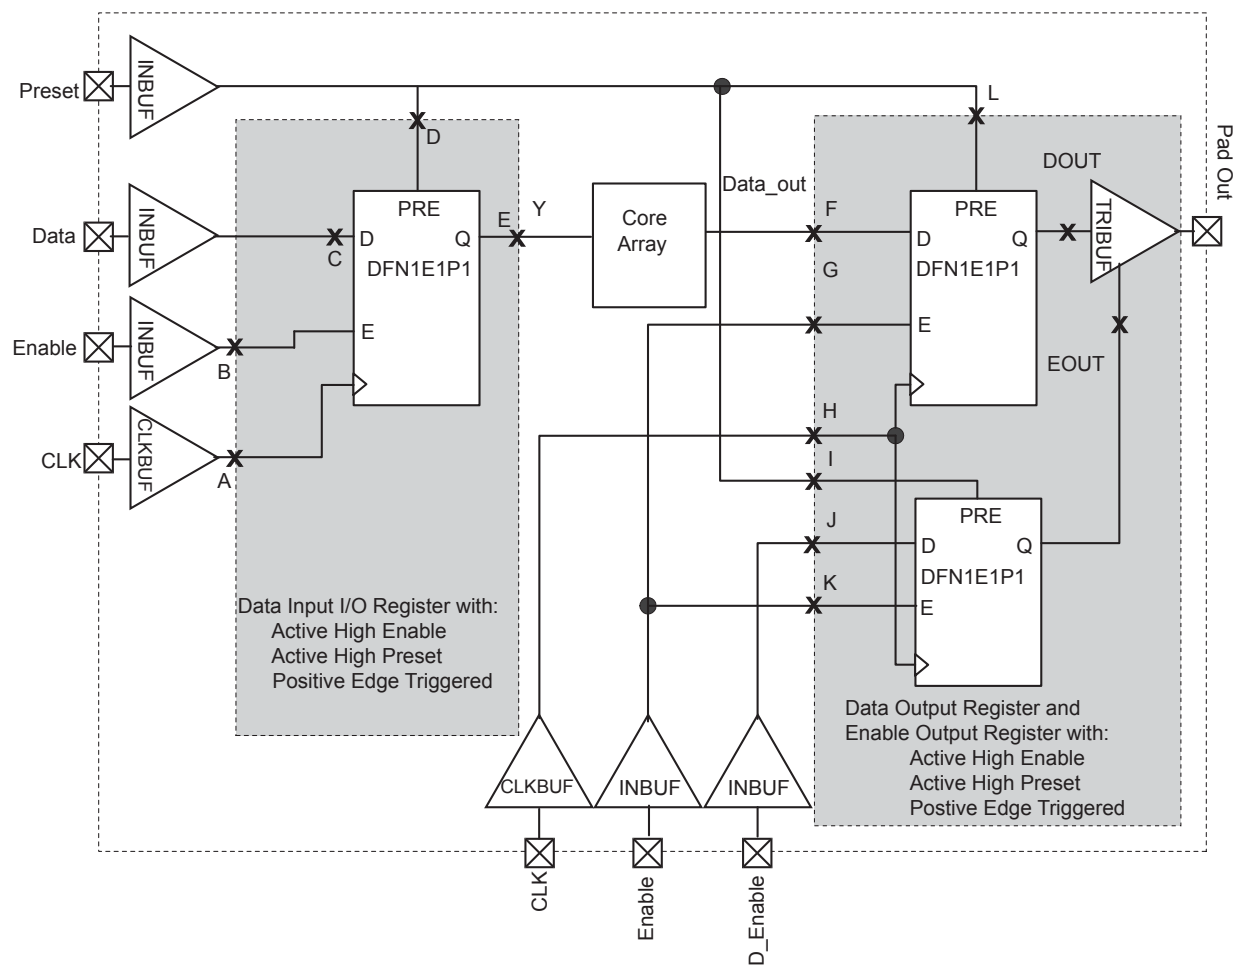 Preset
INBUF
L
D
Pad Out
DOUT
Data_out
INBUF
PRE
Core
Array
PRE
TRIBUF
Data
E
Y
F
D
Q
D
Q
C
DFN1E1P1
G
DFN1E1P1
INBUF
Enable
E
E
B
EOUT
CLKBUF
H
CLK
I
A
PRE
J
D
Q
DFN1E1P1
K
E
Data Input I/O Register with:
Active High Enable
Active High Preset
Positive Edge Triggered
Data Output Register and
Enable Output Register with:
Active High Enable
Active High Preset
Postive Edge Triggered
CLKBUF
INBUF
INBUF
CLK
Enable
D_Enable